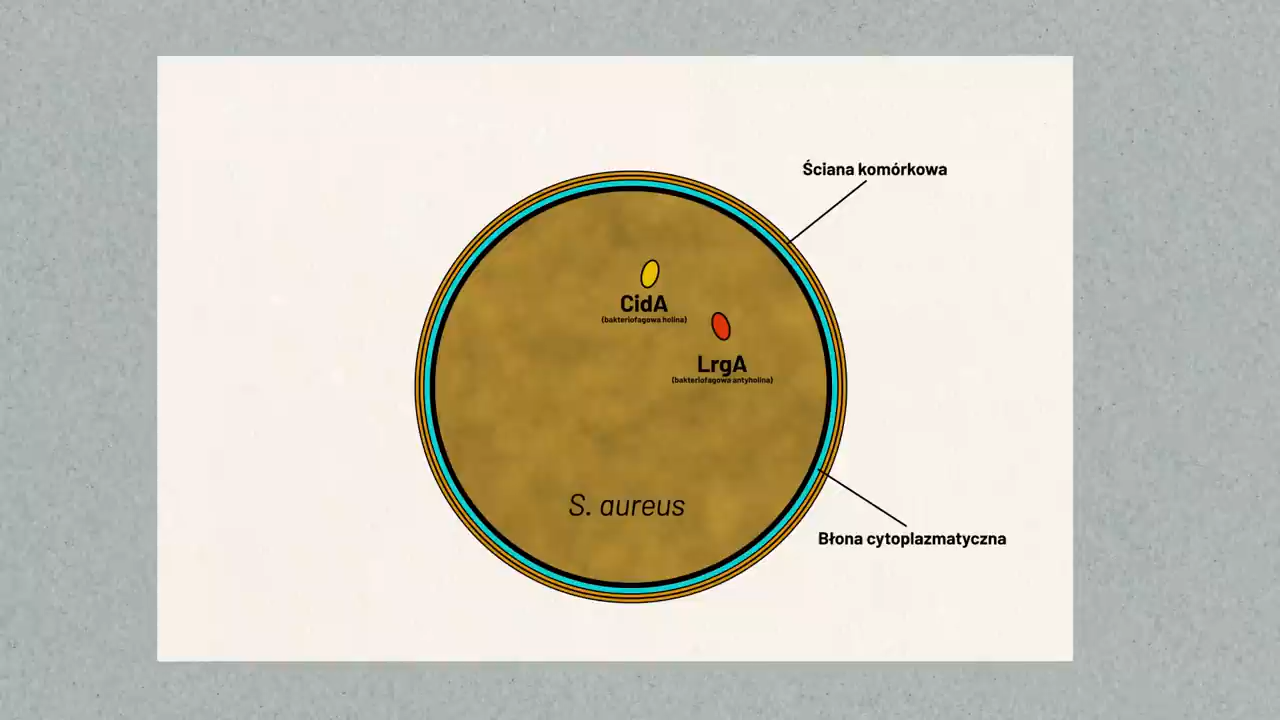 Ściana komórkowa
CidA
(bakteriofagowa holina)
LrgA
(bakteriofagowa antyholina)
S. aureus
Błona cytoplazmatyczna